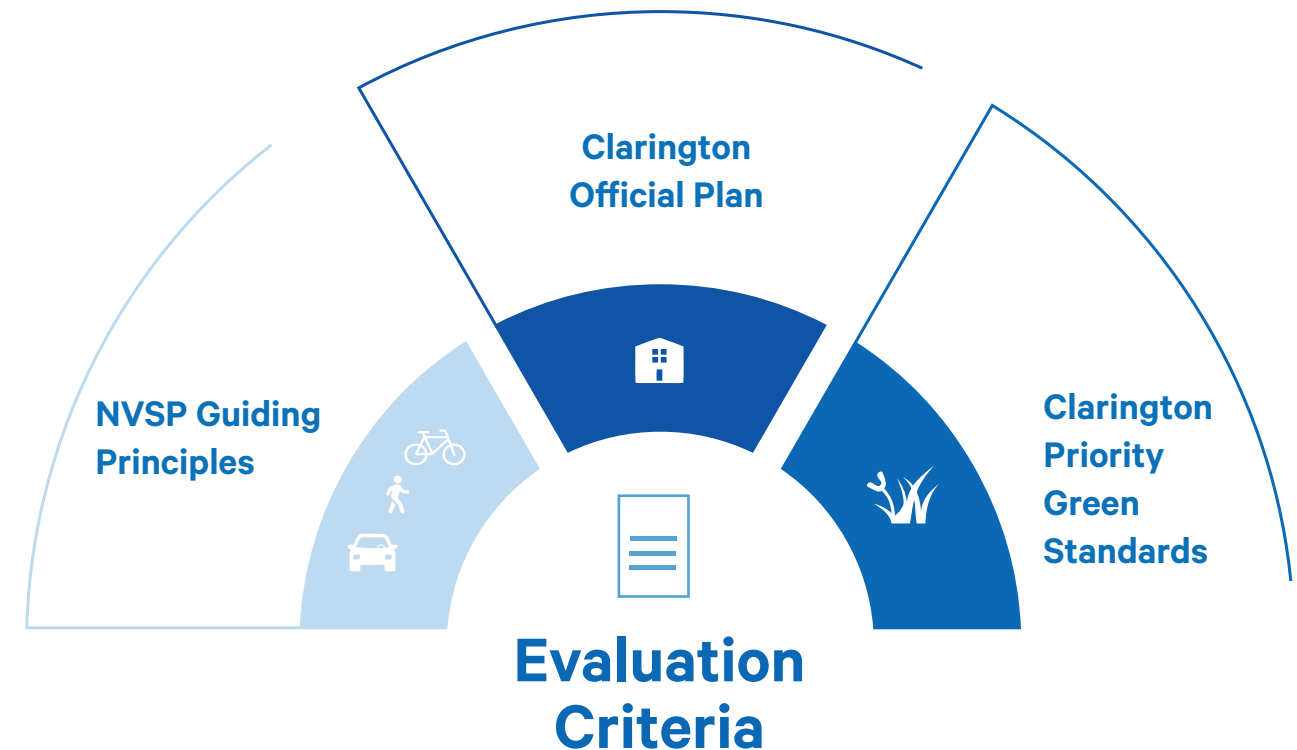 Clarington
Official Plan
NVSP Guiding
Principles
Clarington
Priority
Green
Standards
Evaluation
Criteria